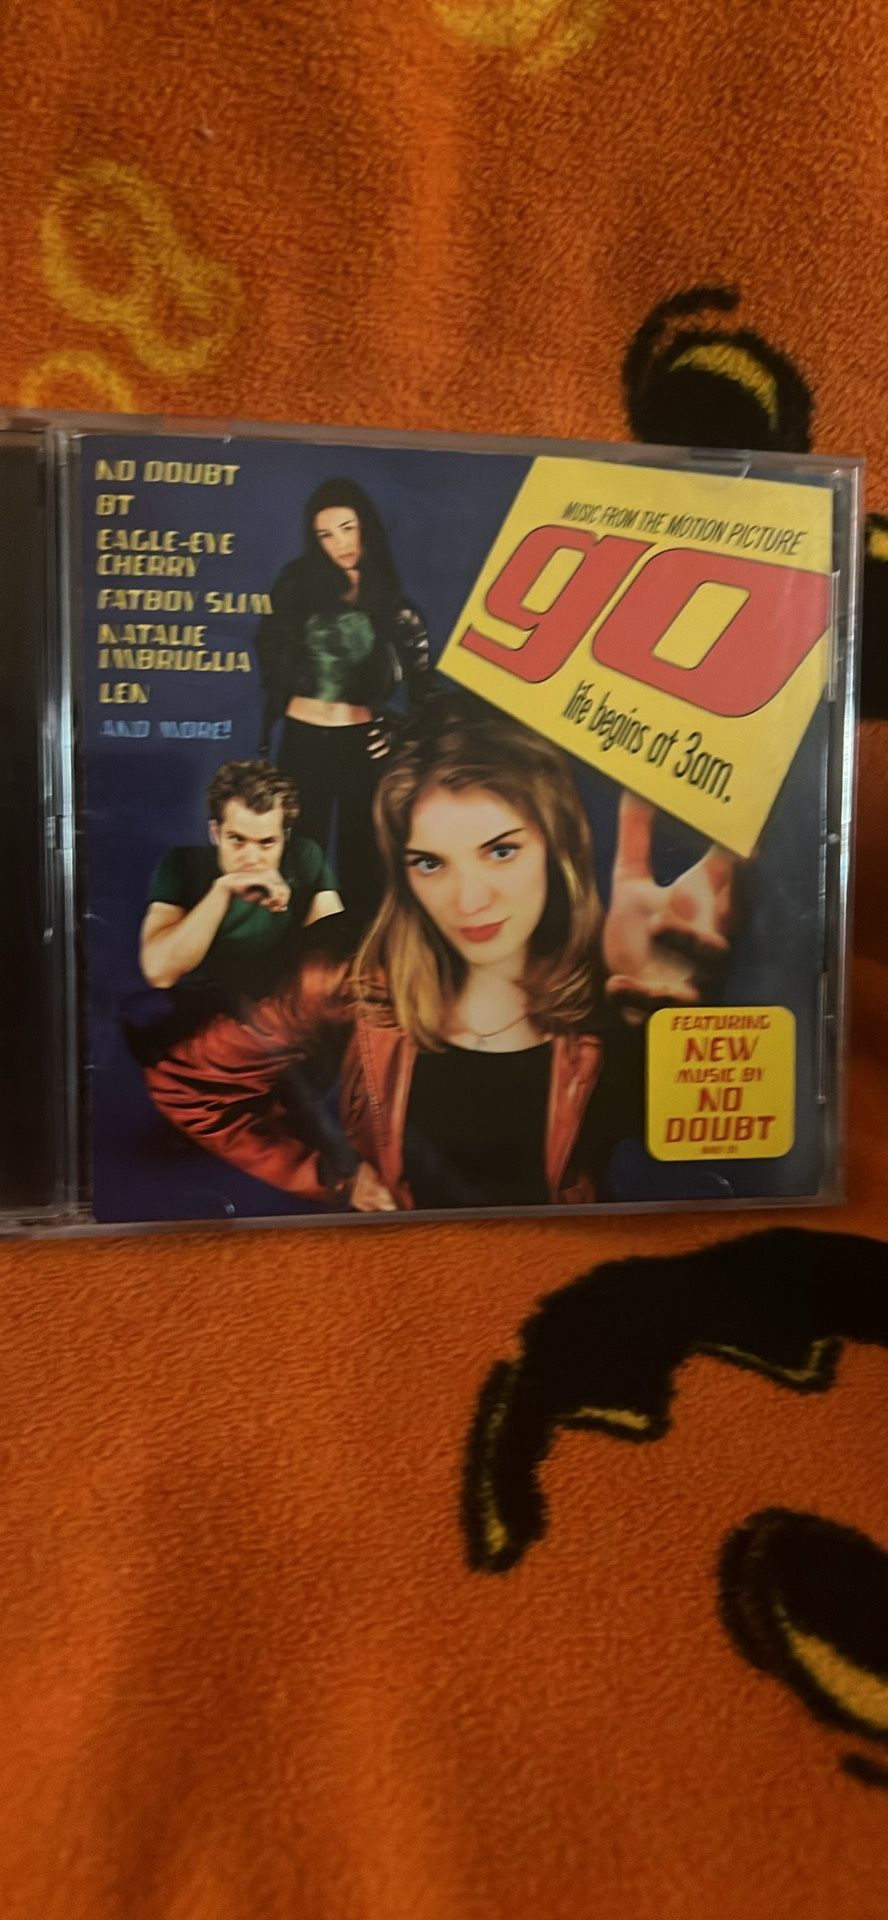 NO DOUBT
BT
EAGLE-EYE
CHERRY
FATBOY SLIM
NATALIE
IMBRUGLIA
LEN
AND MORE!
MUSIC FROM THE MOTION PICTURE
go
life begins at 3am.
FEATURING
NEW
MUSIC BY
NO
DOUBT